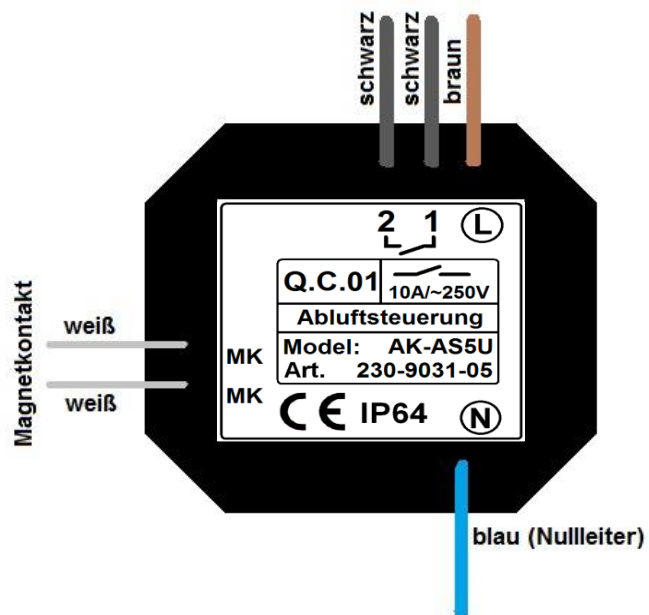 schwarz
schwarz
braun
2 1 L
Q.C.01
10A/~250V
Abluftsteuerung
Model: AK-AS5U
Art. 230-9031-05
CE IP64 N
MK
MK
Magnetkontakt
weiß
weiß
blau (Nullleiter)